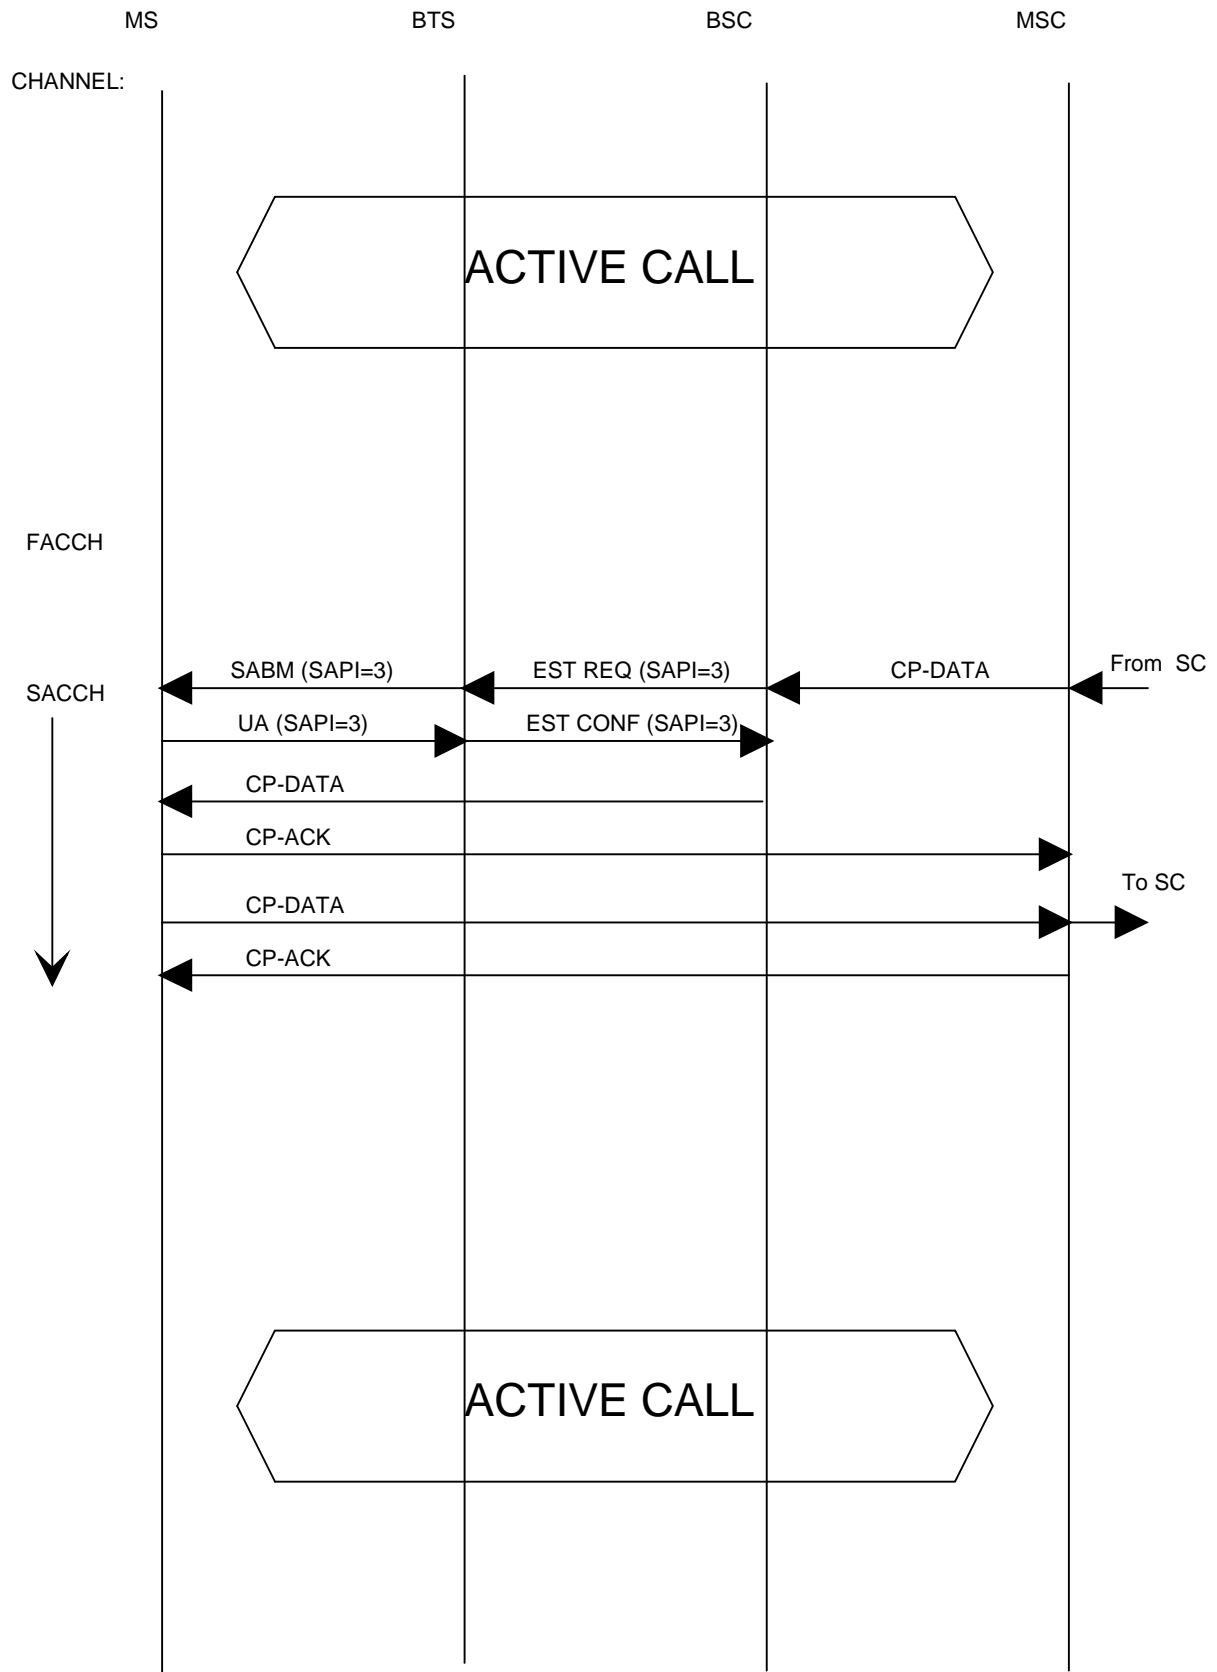 MS BTS BSC MSC
CHANNEL:
ACTIVE CALL
FACCH
SABM (SAPI=3) EST REQ (SAPI=3) CP-DATA From SC
SACCH
UA (SAPI=3) EST CONF (SAPI=3)
CP-DATA
CP-ACK
To SC
CP-DATA
CP-ACK
ACTIVE CALL